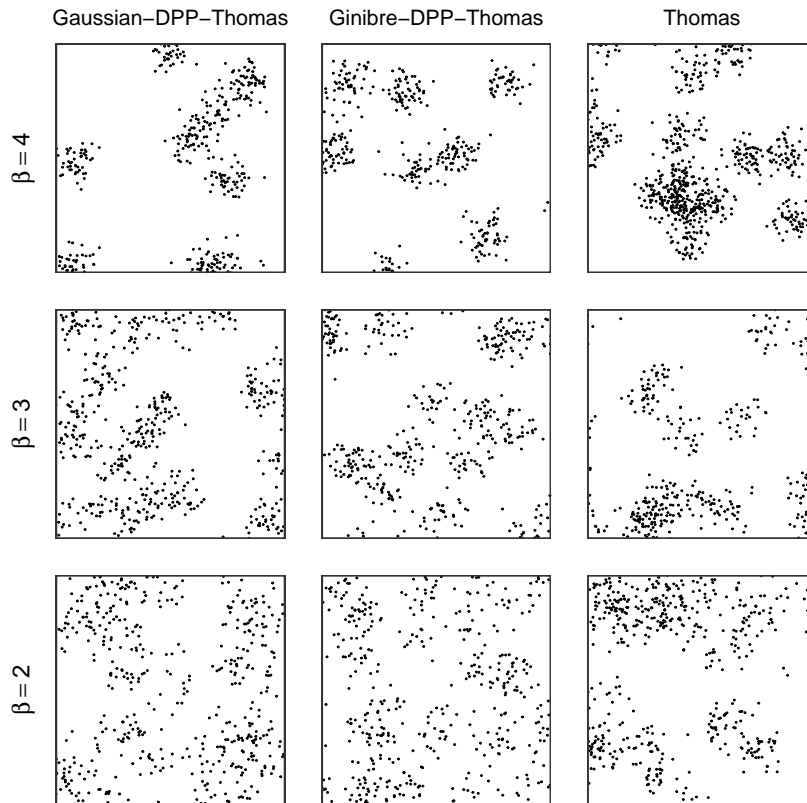 Gaussian−DPP−Thomas Ginibre−DPP−Thomas Thomas
β = 4
β = 3
β = 2